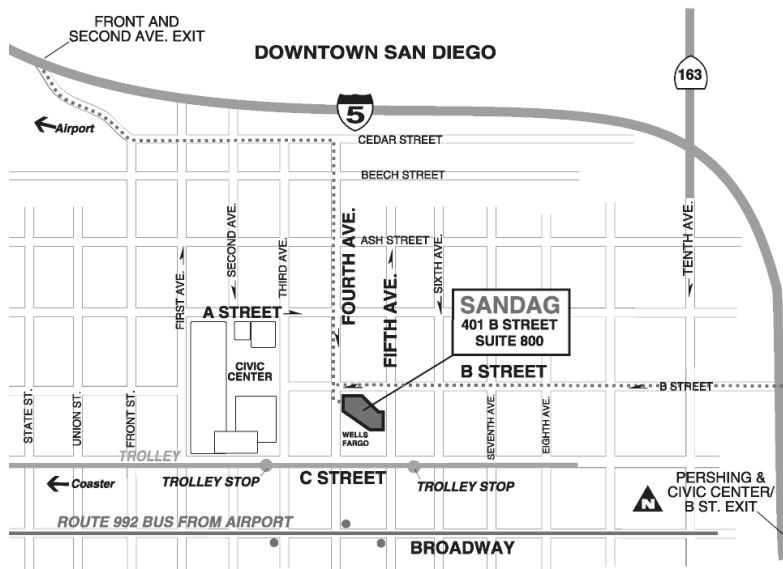 FRONT AND
SECOND AVE. EXIT
DOWNTOWN SAN DIEGO
163
5
Airport
CEDAR STREET
BEECH STREET
ASH STREET
FIRST AVE.
SECOND AVE.
THIRD AVE.
FOURTH AVE.
FIFTH AVE.
SIXTH AVE.
TENTH AVE.
A STREET
SANDAG
401 B STREET
SUITE 800
CIVIC
CENTER
B STREET
B STREET
STATE ST.
UNION ST.
FRONT ST.
WELLS
FARGO
SEVENTH AVE.
EIGHTH AVE.
TROLLEY
Coaster
TROLLEY STOP
C STREET
TROLLEY STOP
N
PERSHING &
CIVIC CENTER/
B ST. EXIT
ROUTE 992 BUS FROM AIRPORT
BROADWAY